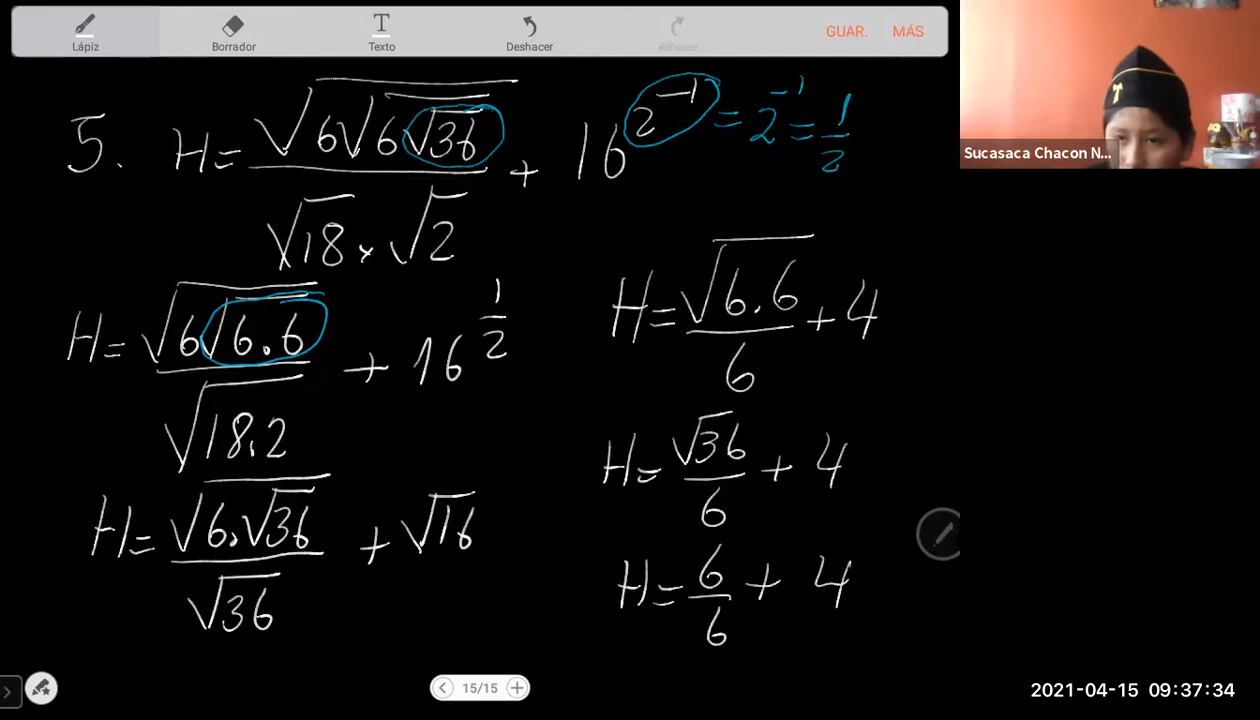 Lápiz
Borrador
T
Texto
Deshacer
Rehacer
GUAR.
MÁS
5. H = √(6√(6√36)) / (√18 × √2) + 16^(2^(-1)) = 2^(-1) = 1/2
H = √(6√(6.6)) / √(18.2) + 16^(1/2)
H = √(6.√36) / √36 + √16
H = √(6.6) / 6 + 4
H = √36 / 6 + 4
H = 6/6 + 4
Sucasaca Chacon N...
15/15
2021-04-15 09:37:34